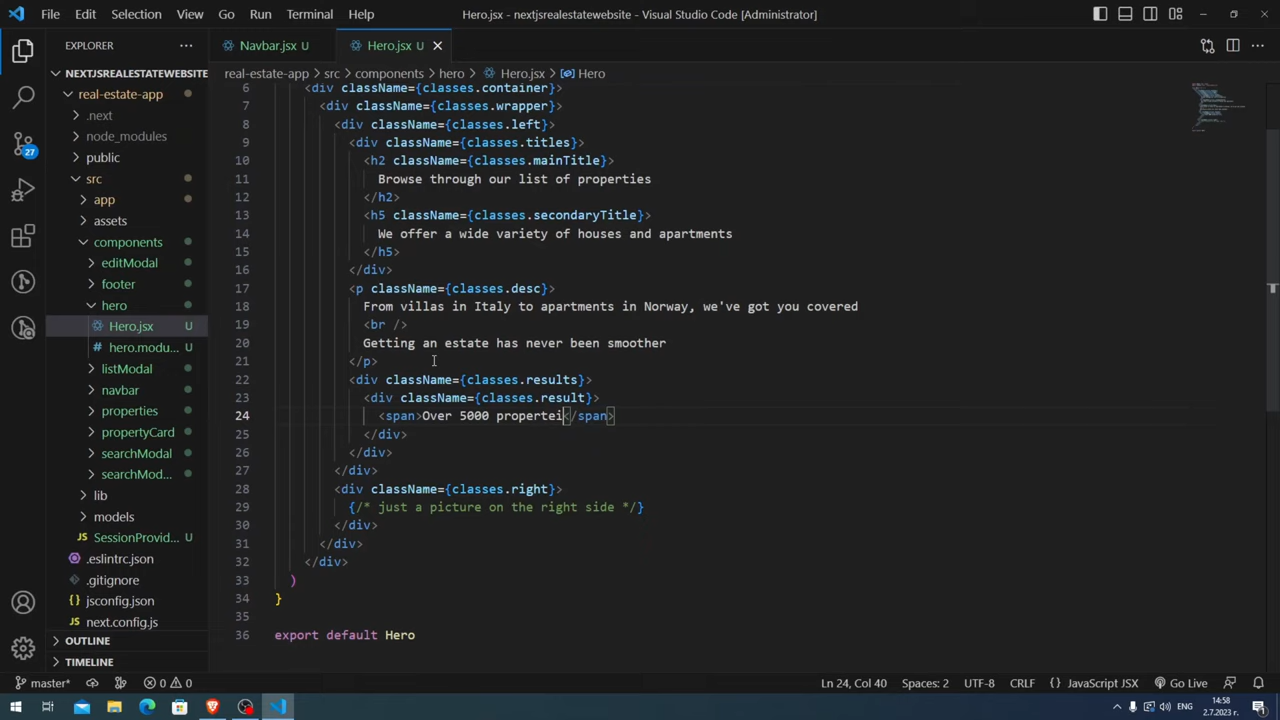 File Edit Selection View Go Run Terminal Help
Hero.jsx - nextjsrealestatewebsite - Visual Studio Code [Administrator]
EXPLORER
Navbar.jsx U
Hero.jsx U
NEXTJSREALESTATEWEBSITE
real-estate-app > src > components > hero > Hero.jsx > Hero
real-estate-app
.next
node_modules
public
src
app
assets
components
editModal
footer
hero
Hero.jsx U
hero.modu... U
listModal
navbar
properties
propertyCard
searchModal
searchMod...
lib
models
JS SessionProvid... U
.eslintrc.json
.gitignore
{} jsconfig.json
JS next.config.js
OUTLINE
TIMELINE
27
6 <div className={classes.container}>
7 <div className={classes.wrapper}>
8 <div className={classes.left}>
9 <div className={classes.titles}>
10 <h2 className={classes.mainTitle}>
11 Browse through our list of properties
12 </h2>
13 <h5 className={classes.secondaryTitle}>
14 We offer a wide variety of houses and apartments
15 </h5>
16 </div>
17 <p className={classes.desc}>
18 From villas in Italy to apartments in Norway, we've got you covered
19 <br />
20 Getting an estate has never been smoother
21 </p>
22 <div className={classes.results}>
23 <div className={classes.result}>
24 <span>Over 5000 propertei</span>
25 </div>
26 </div>
27 </div>
28 <div className={classes.right}>
29 {/* just a picture on the right side */}
30 </div>
31 </div>
32 </div>
33 )
34 }
35
36 export default Hero
master* 0 0
Ln 24, Col 40 Spaces: 2 UTF-8 CRLF {} JavaScript JSX Go Live
ENG
14:58
2.7.2023 г.